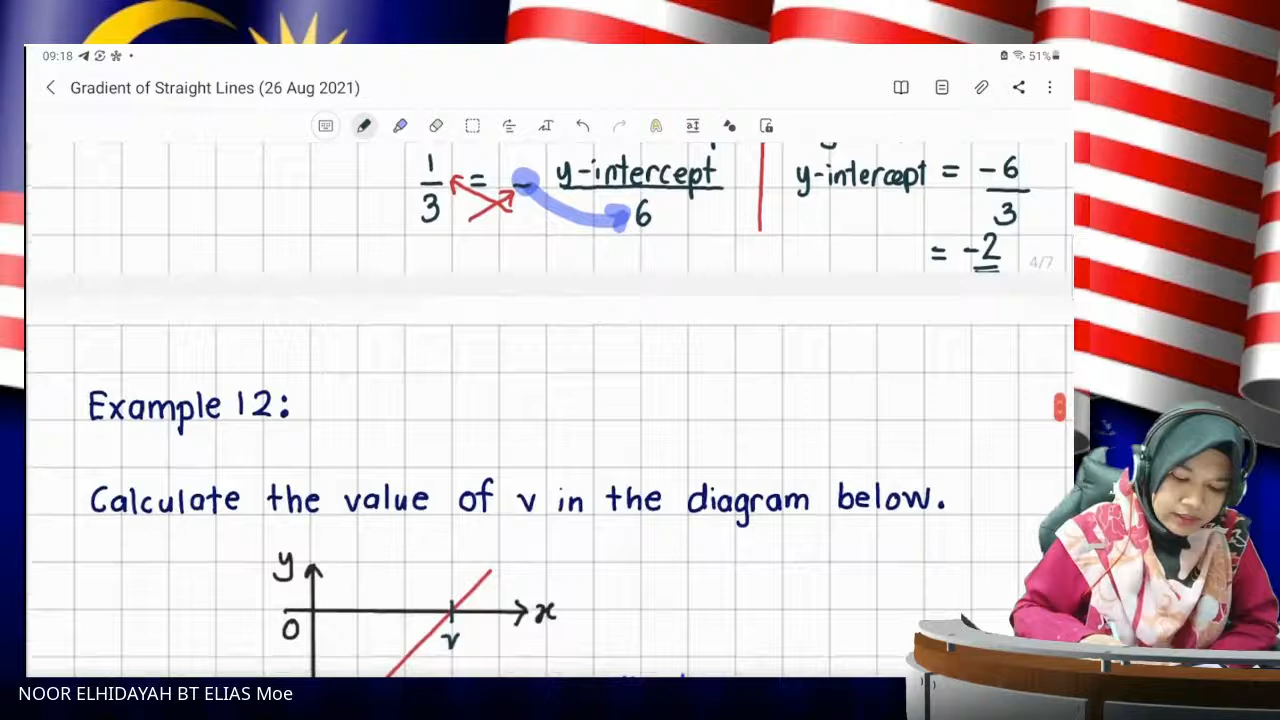 09:18
51%
Gradient of Straight Lines (26 Aug 2021)
1/3 = - y-intercept/6
y-intercept = -6/3
= -2
4/7
Example 12:
Calculate the value of v in the diagram below.
y
x
0
v
NOOR ELHIDAYAH BT ELIAS Moe